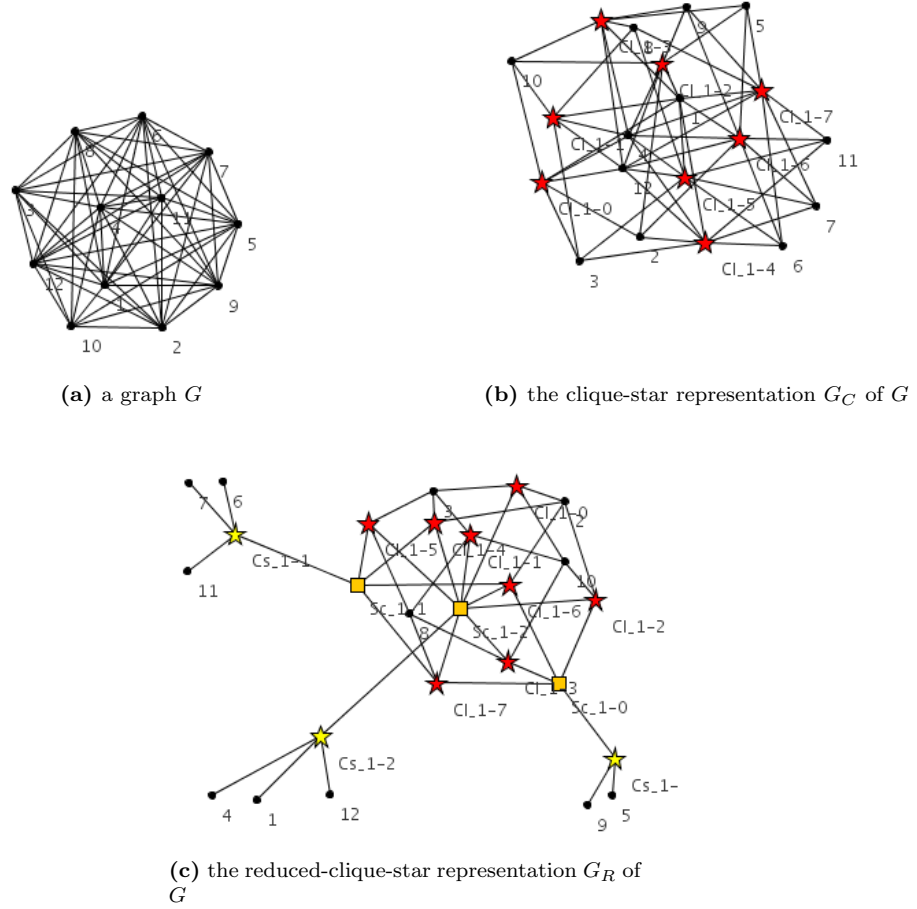 6
8
7
3
11
4
5
12
1
9
10
2
(a) a graph G
9
5
Cl_1-3
8
10
Cl_1-2
1
Cl_1-7
Cl_1-1
4
Cl_1-6
11
12
Cl_1-0
Cl_1-5
7
2
6
3
Cl_1-4
(b) the clique-star representation G_C of G
7
6
3
Cl_1-0
2
Cs_1-1
Cl_1-5
Cl_1-4
Cl_1-1
11
10
Sc_1-1
Cl_1-6
8
Sc_1-2
Cl_1-2
Cl_1-3
Cl_1-7
Sc_1-0
Cs_1-2
Cs_1-
4
1
12
9
5
(c) the reduced-clique-star representation G_R of
G